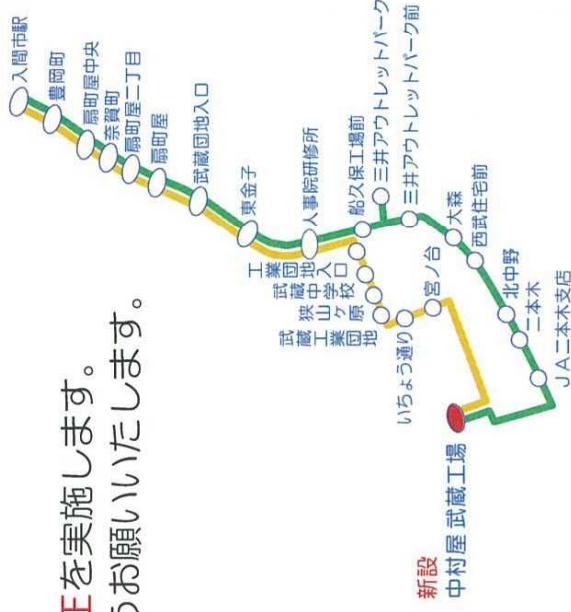 を実施します。
お願いいたします。
入間市駅
豊岡町
扇町屋中央
奈賀町
扇町屋二丁目
扇町屋
武蔵団地入口
東金子
人事院研修所
船久保工場前
三井アウトレットパーク
三井アウトレットパーク前
大森
西武住宅前
北中野
二本木
JA二本木支店
工業団地入口
武蔵中学校
狭山ヶ原
武蔵工業団地
いちょう通り
宮ノ台
新設
中村屋 武蔵工場